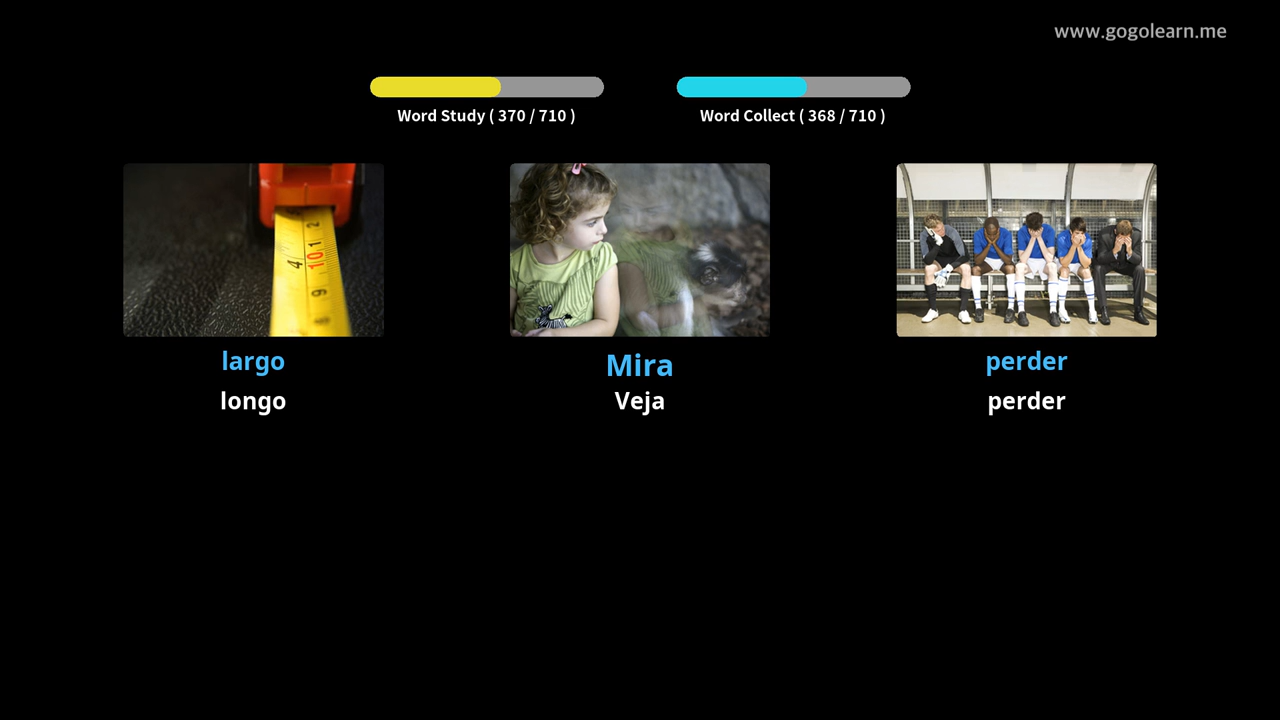 www.gogolearn.me
Word Study ( 370 / 710 )
Word Collect ( 368 / 710 )
largo
longo
Mira
Veja
perder
perder